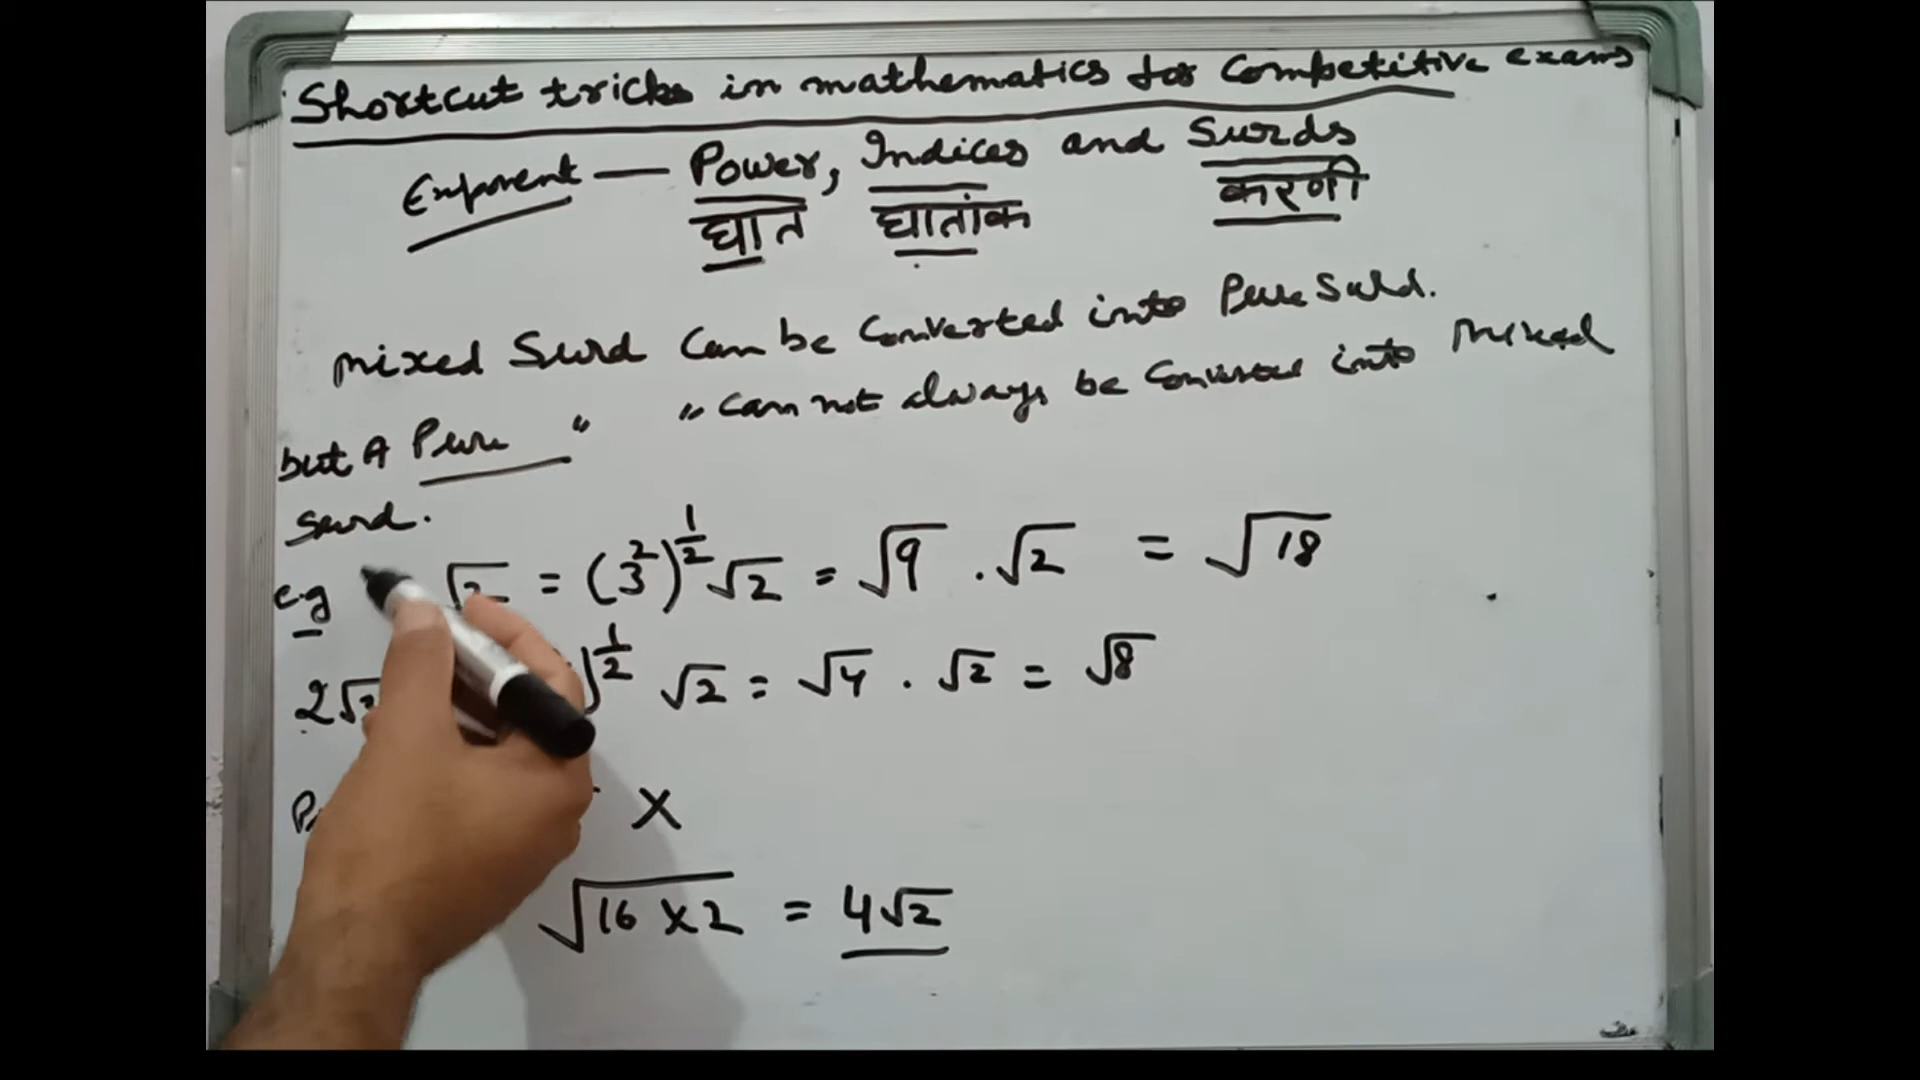 Shortcut tricks in mathematics for Competitive exams
Exponent — Power, Indices and Surds
घात घातांक करणी
mixed Surd Can be Converted into Pure Surd.
but A Pure " " Can not always be Converted into Mixed
Surd.
e.g √2 = (3²)^½ √2 = √9 . √2 = √18
2√2 )^½ √2 = √4 . √2 = √8
X
√16 X 2 = 4√2